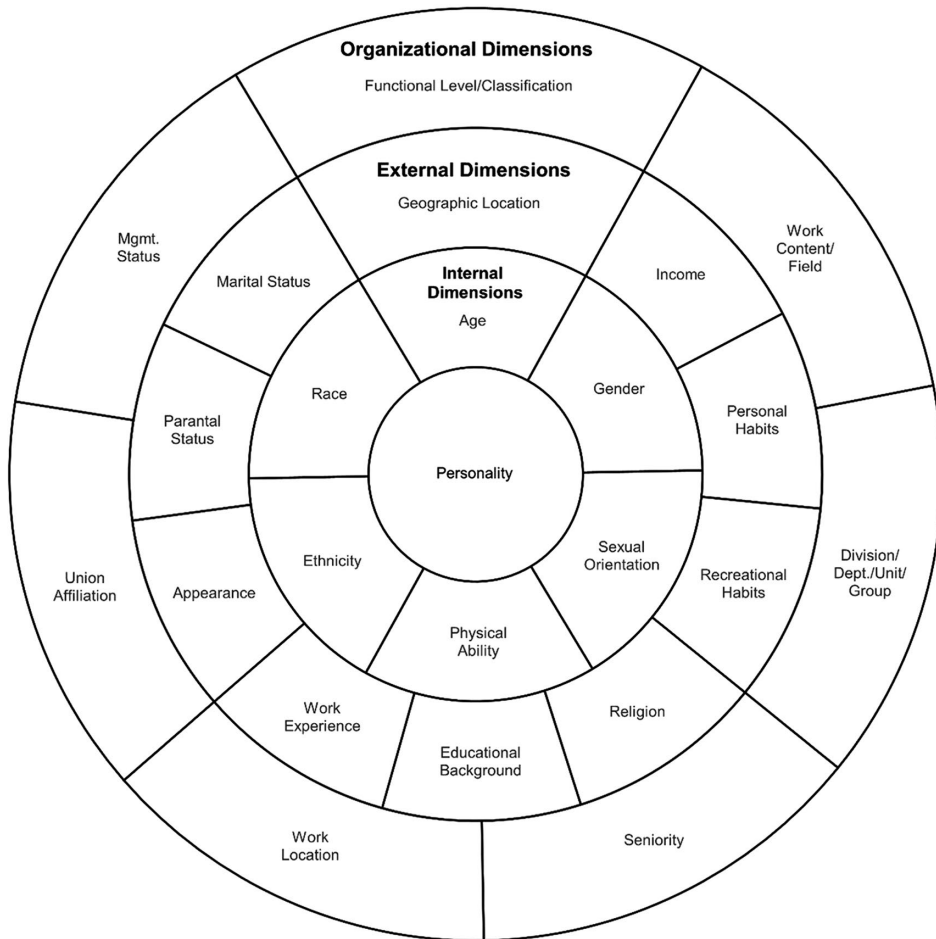 Organizational Dimensions
Functional Level/Classification
External Dimensions
Geographic Location
Internal
Dimensions
Age
Mgmt.
Status
Work
Content/
Field
Marital Status
Income
Race
Gender
Parantal
Status
Personal
Habits
Personality
Ethnicity
Sexual
Orientation
Union
Affiliation
Appearance
Recreational
Habits
Division/
Dept./Unit/
Group
Physical
Ability
Work
Experience
Religion
Educational
Background
Work
Location
Seniority